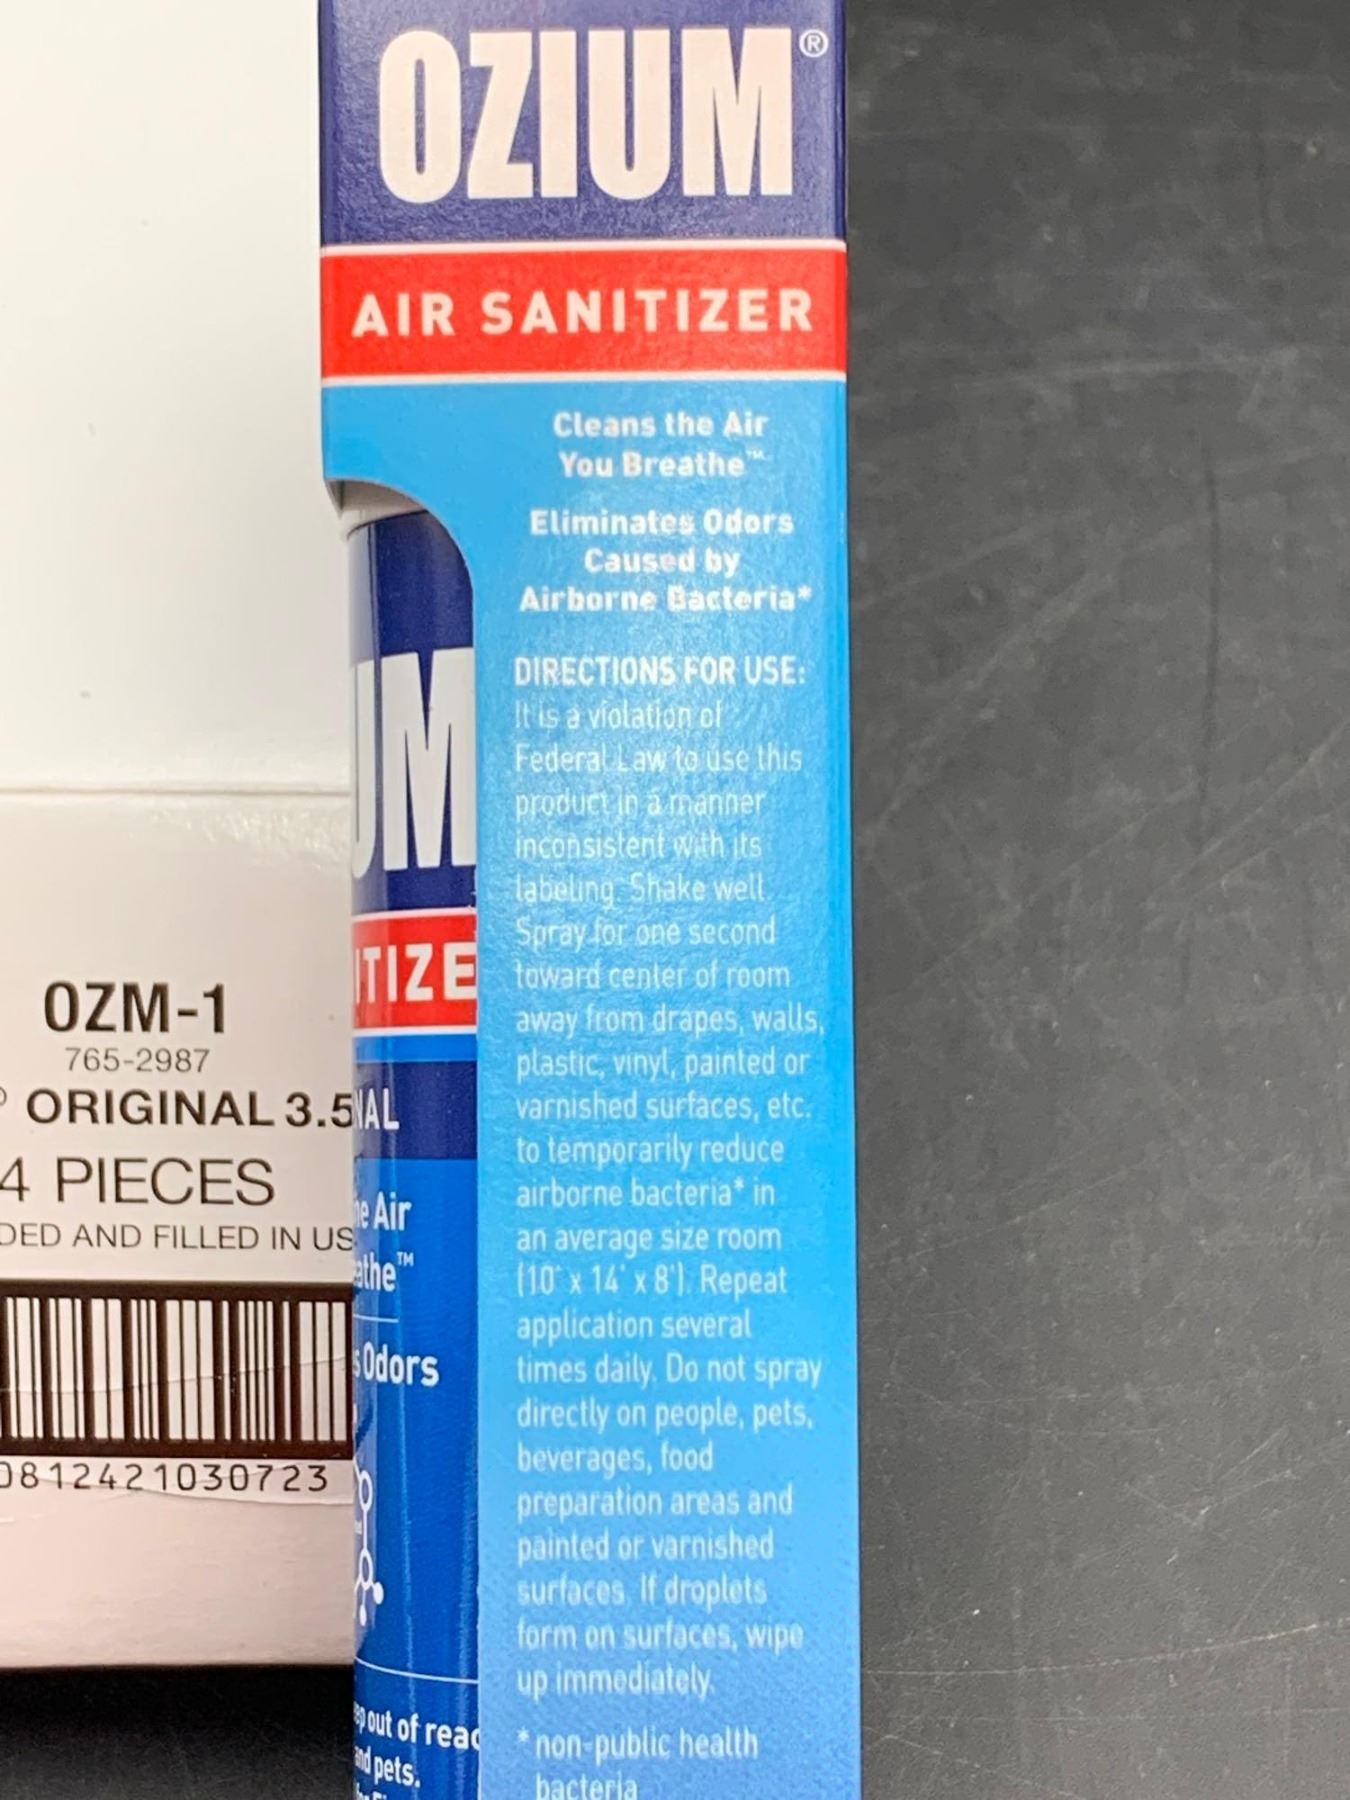 OZIUM®
AIR SANITIZER
Cleans the Air
You Breathe™
Eliminates Odors
Caused by
Airborne Bacteria*
DIRECTIONS FOR USE:
It is a violation of
Federal Law to use this
product in a manner
inconsistent with its
labeling. Shake well.
Spray for one second
toward center of room
away from drapes, walls,
plastic, vinyl, painted or
varnished surfaces, etc.
to temporarily reduce
airborne bacteria* in
an average size room
(10' x 14' x 8'). Repeat
application several
times daily. Do not spray
directly on people, pets,
beverages, food
preparation areas and
painted or varnished
surfaces. If droplets
form on surfaces, wipe
up immediately.
* non-public health
bacteria
UM
ITIZE
NAL
he Air
eathe™
s Odors
ep out of reac
and pets.
OZM-1
765-2987
ORIGINAL 3.5
4 PIECES
DED AND FILLED IN US
0812421030723